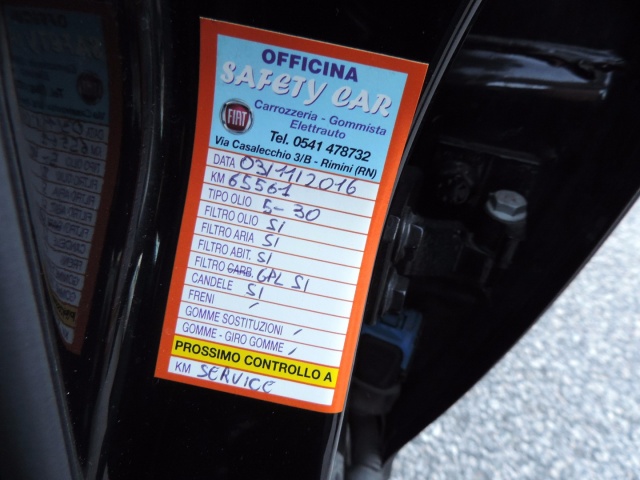 OFFICINA
SAFETY CAR
FIAT
Carrozzeria - Gommista
Elettrauto
Tel. 0541 478732
Via Casalecchio 3/B - Rimini (RN)
DATA 03/11/2016
KM 65561
TIPO OLIO 5-30
FILTRO OLIO SI
FILTRO ARIA SI
FILTRO ABIT. SI
FILTRO CARB. GPL SI
CANDELE SI
FRENI /
GOMME SOSTITUZIONI /
GOMME - GIRO GOMME /
PROSSIMO CONTROLLO A
KM SERVICE